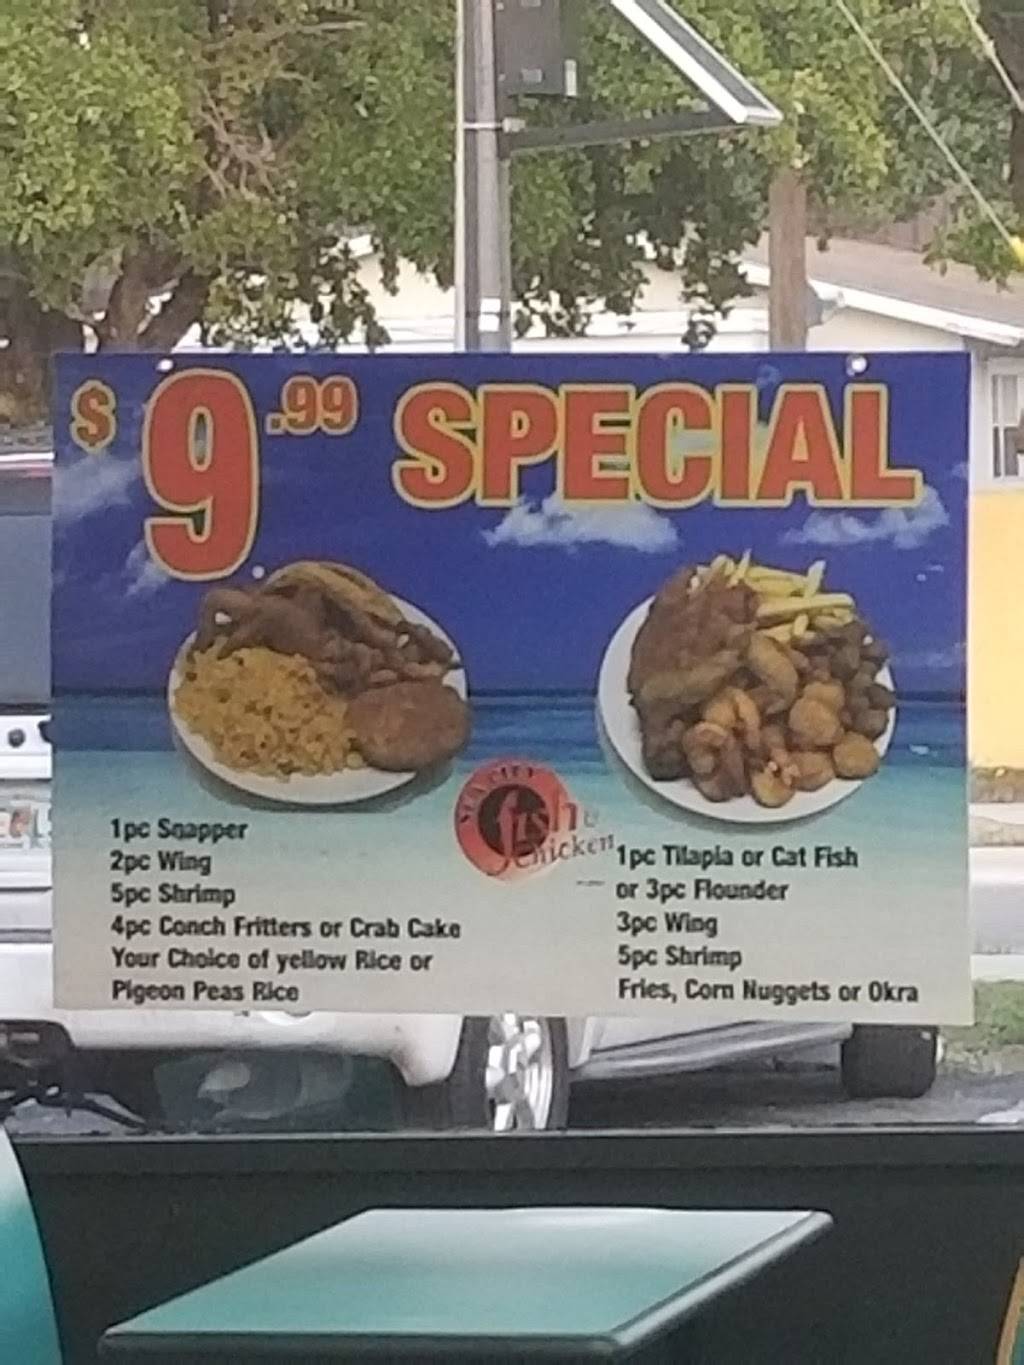 $9.99 SPECIAL
SUN CITY
fish &
Chicken
1pc Snapper
2pc Wing
5pc Shrimp
4pc Conch Fritters or Crab Cake
Your Choice of yellow Rice or
Pigeon Peas Rice
1pc Tilapia or Cat Fish
or 3pc Flounder
3pc Wing
5pc Shrimp
Fries, Corn Nuggets or Okra